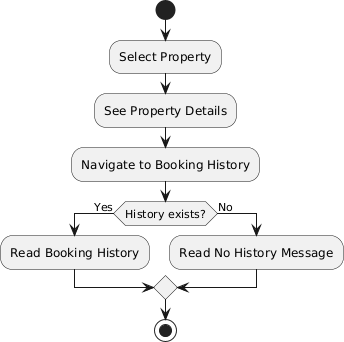 Select Property
See Property Details
Navigate to Booking History
Yes
History exists?
No
Read Booking History
Read No History Message